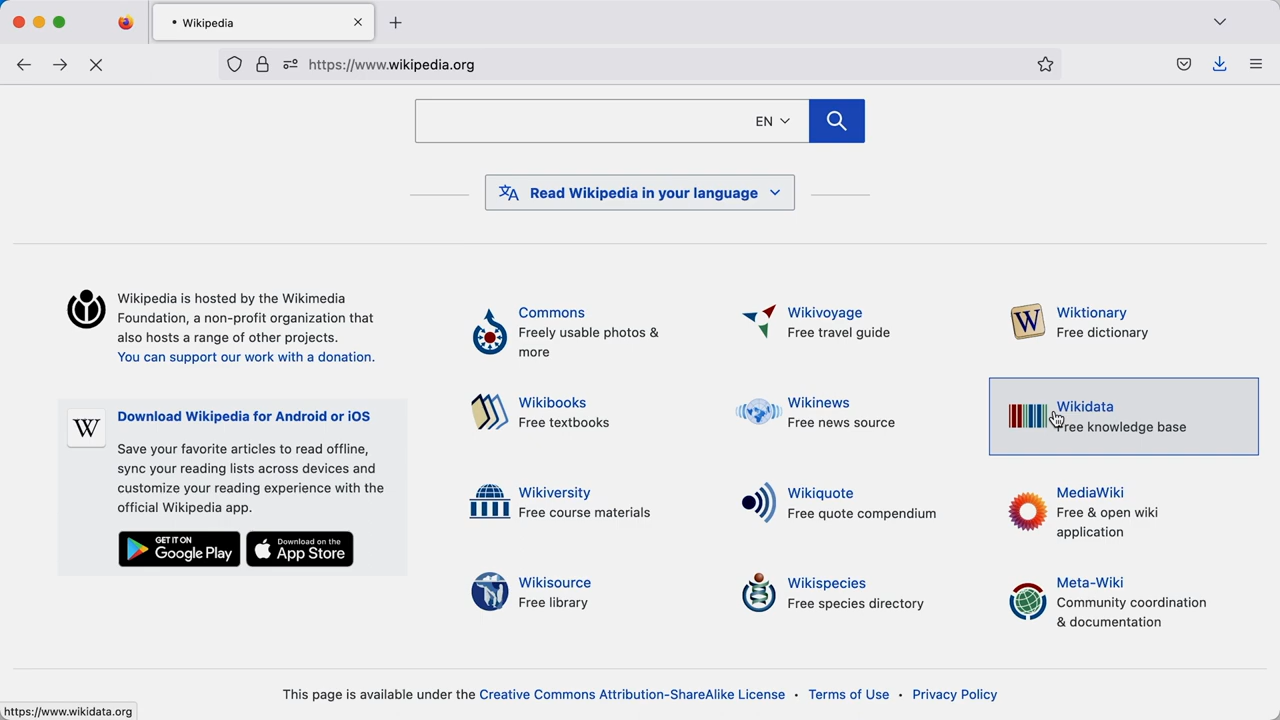 Wikipedia
https://www.wikipedia.org
EN
Read Wikipedia in your language
Wikipedia is hosted by the Wikimedia
Foundation, a non-profit organization that
also hosts a range of other projects.
You can support our work with a donation.
W
Download Wikipedia for Android or iOS
Save your favorite articles to read offline,
sync your reading lists across devices and
customize your reading experience with the
official Wikipedia app.
GET IT ON
Google Play
Download on the
App Store
Commons
Freely usable photos &
more
Wikivoyage
Free travel guide
W
Wiktionary
Free dictionary
Wikibooks
Free textbooks
Wikinews
Free news source
Wikidata
Free knowledge base
Wikiversity
Free course materials
Wikiquote
Free quote compendium
MediaWiki
Free & open wiki
application
Wikisource
Free library
Wikispecies
Free species directory
Meta-Wiki
Community coordination
& documentation
This page is available under the Creative Commons Attribution-ShareAlike License • Terms of Use • Privacy Policy
https://www.wikidata.org